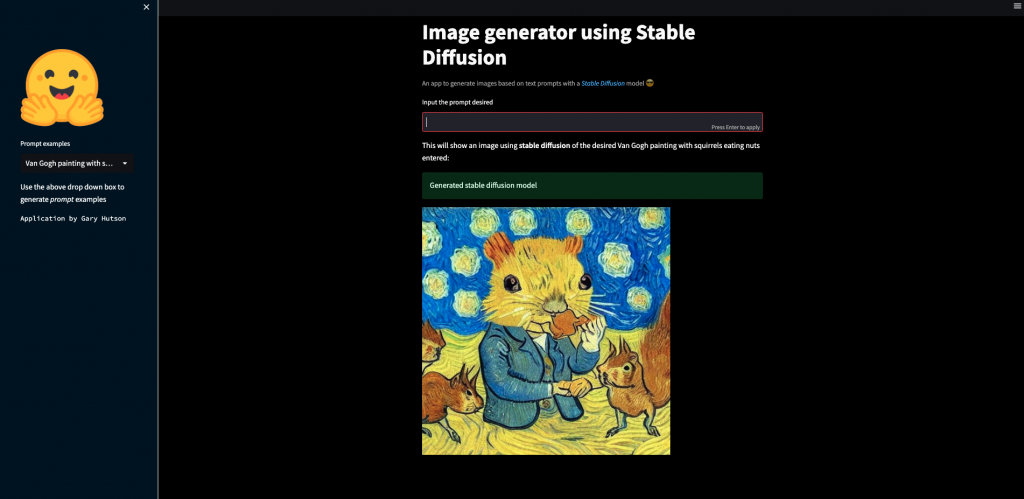 Prompt examples
Van Gogh painting with s...
Use the above drop down box to
generate prompt examples
Application by Gary Hutson
Image generator using Stable
Diffusion
An app to generate images based on text prompts with a Stable Diffusion model 😎
Input the prompt desired
Press Enter to apply
This will show an image using stable diffusion of the desired Van Gogh painting with squirrels eating nuts
entered:
Generated stable diffusion model